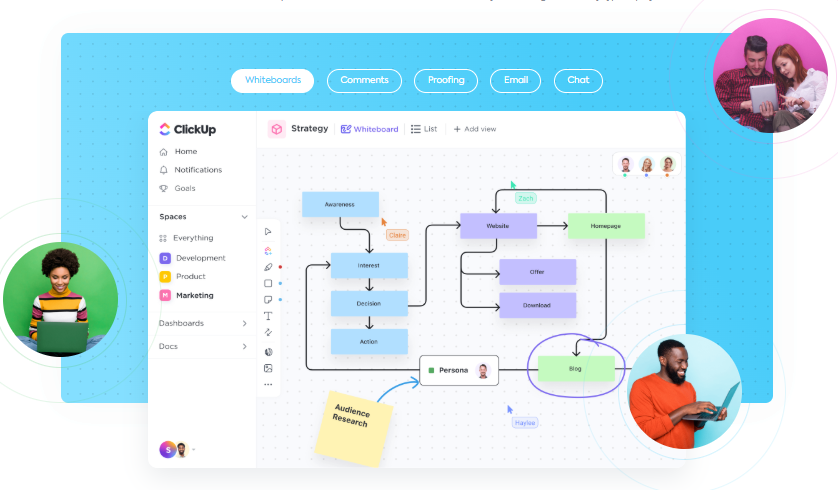 Whiteboards
Comments
Proofing
Email
Chat
ClickUp
Home
Notifications
Goals
Spaces
Everything
D Development
P Product
M Marketing
Dashboards
Docs
S
Strategy
Whiteboard
List
+ Add view
Zach
Awareness
Claire
Website
Homepage
Interest
Offer
Decision
Download
Action
Persona
Blog
Audience
Research
Haylee
T